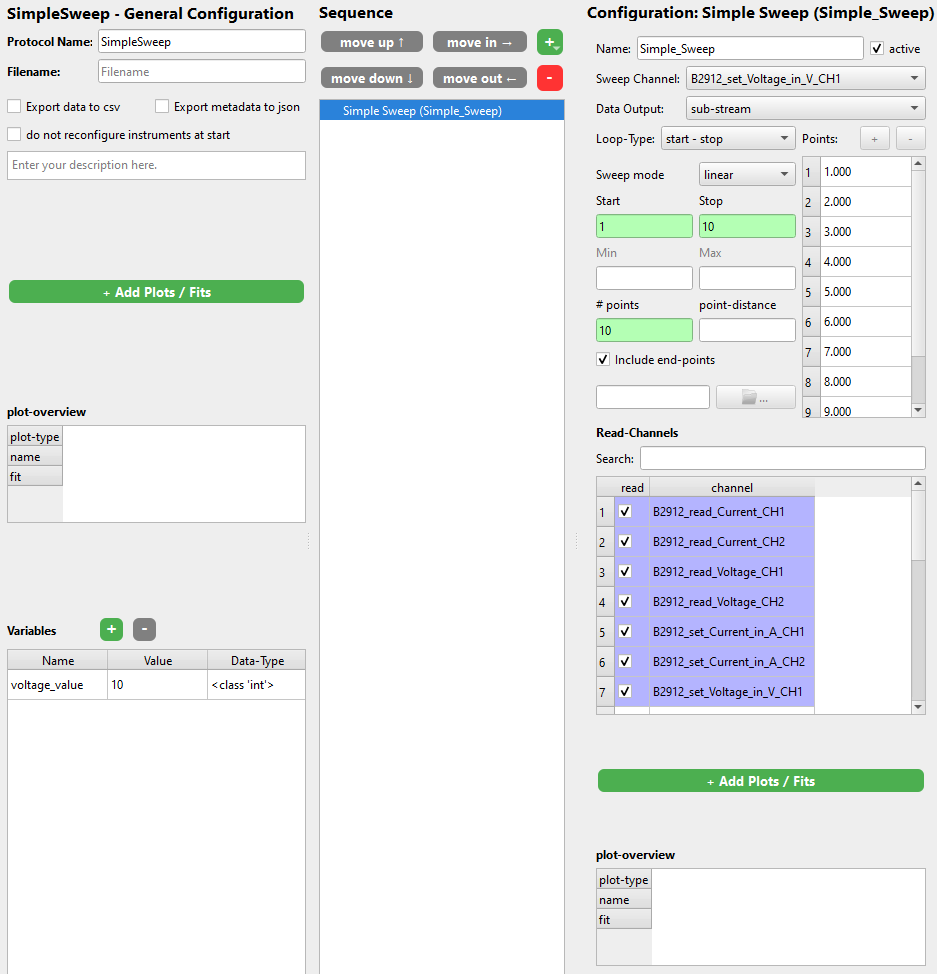 SimpleSweep - General Configuration
Protocol Name: SimpleSweep
Filename: Filename
Export data to csv Export metadata to json
do not reconfigure instruments at start
Enter your description here.
+ Add Plots / Fits
plot-overview
plot-type
name
fit
Variables + -
Name Value Data-Type
voltage_value 10 <class 'int'>
Sequence
move up ↑ move in → +
move down ↓ move out ← -
Simple Sweep (Simple_Sweep)
Configuration: Simple Sweep (Simple_Sweep)
Name: Simple_Sweep active
Sweep Channel: B2912_set_Voltage_in_V_CH1
Data Output: sub-stream
Loop-Type: start - stop Points: + -
Sweep mode linear
Start Stop
1 10
Min Max
# points point-distance
10
Include end-points
...
1 1.000
2 2.000
3 3.000
4 4.000
5 5.000
6 6.000
7 7.000
8 8.000
9 9.000
Read-Channels
Search:
read channel
1 B2912_read_Current_CH1
2 B2912_read_Current_CH2
3 B2912_read_Voltage_CH1
4 B2912_read_Voltage_CH2
5 B2912_set_Current_in_A_CH1
6 B2912_set_Current_in_A_CH2
7 B2912_set_Voltage_in_V_CH1
+ Add Plots / Fits
plot-overview
plot-type
name
fit